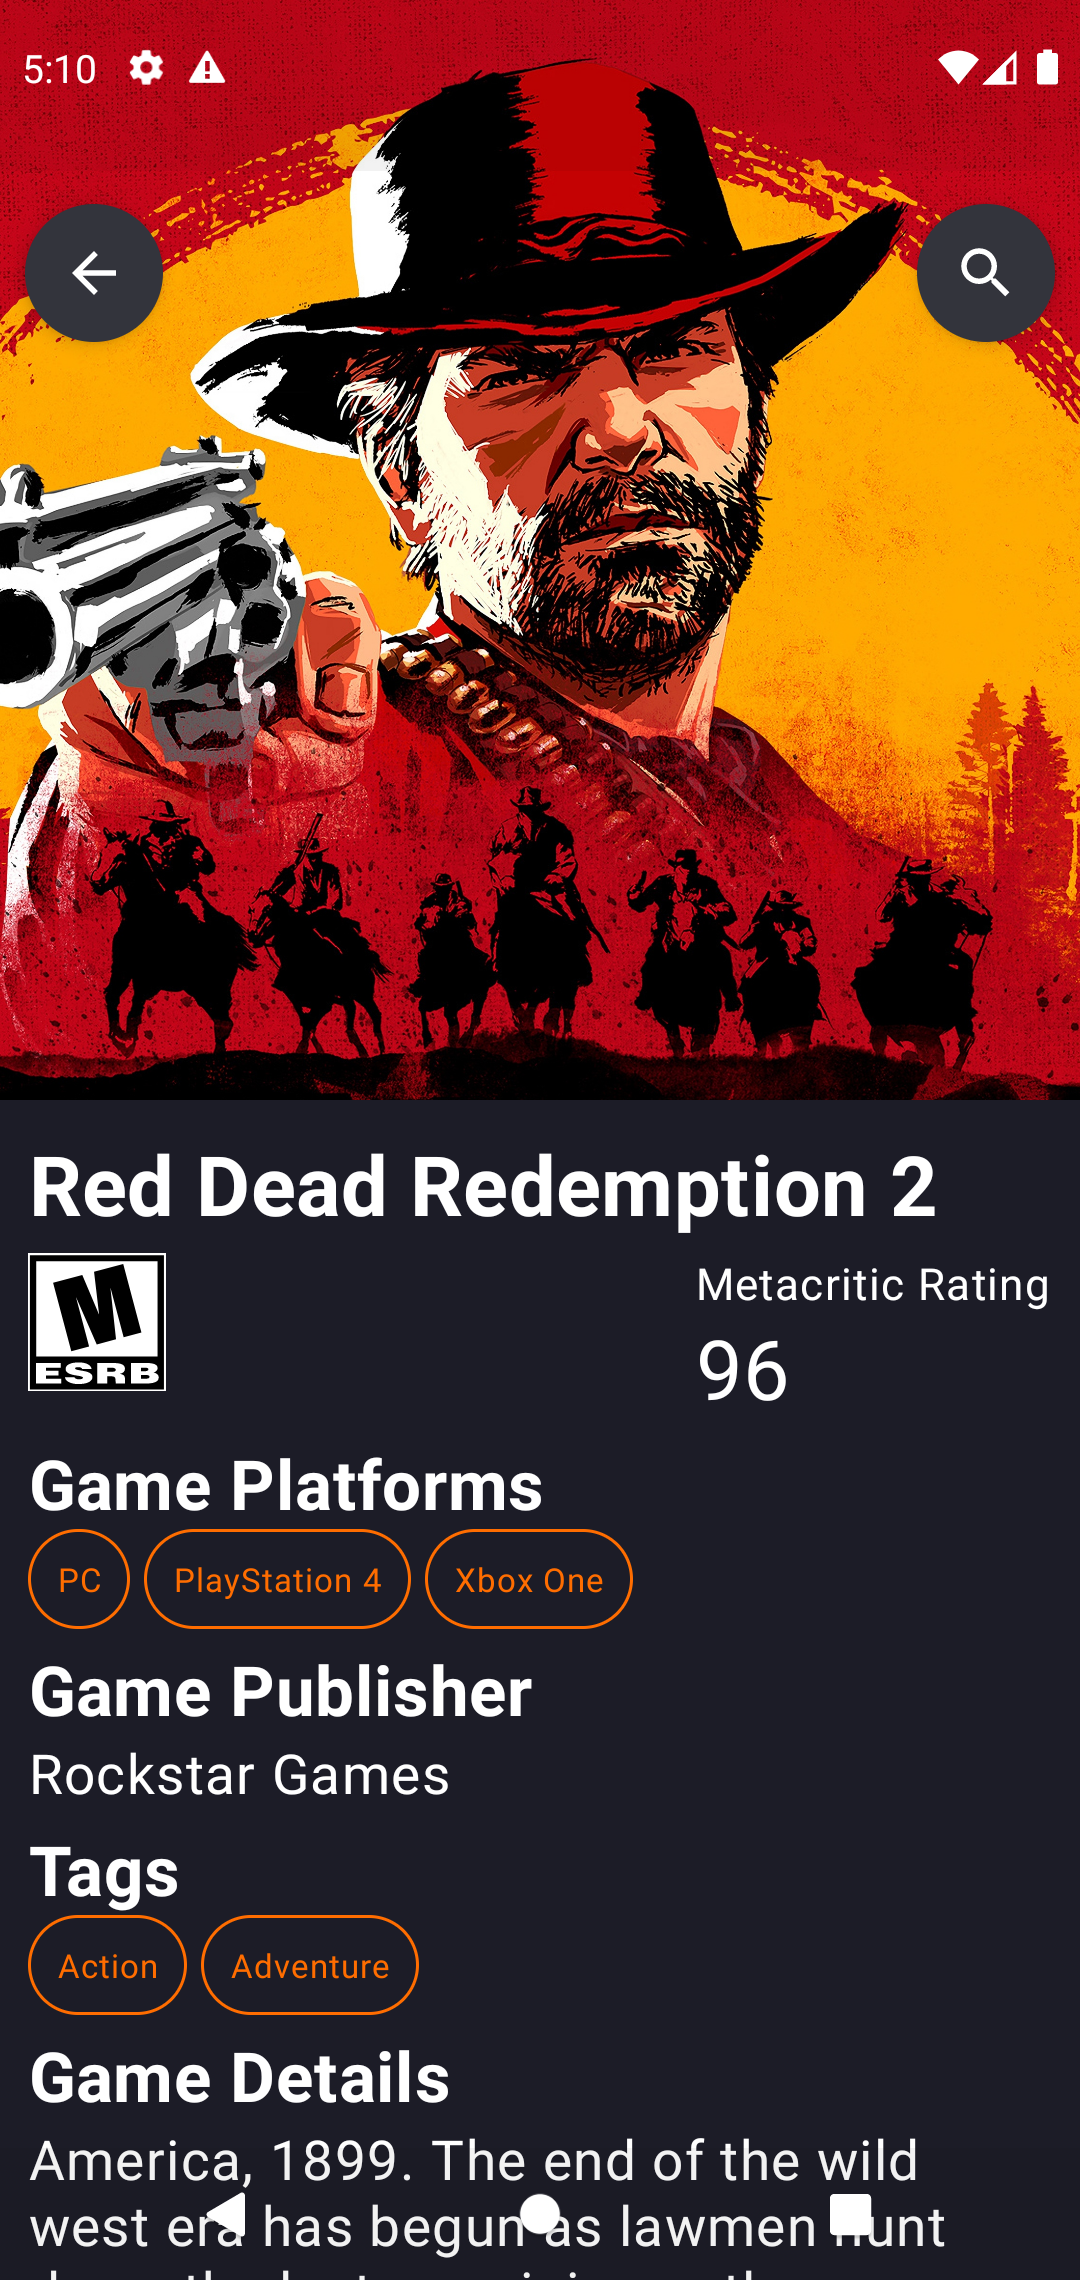 5:10
Red Dead Redemption 2
M
ESRB
Metacritic Rating
96
Game Platforms
PC PlayStation 4 Xbox One
Game Publisher
Rockstar Games
Tags
Action Adventure
Game Details
America, 1899. The end of the wild
west era has begun as lawmen hunt